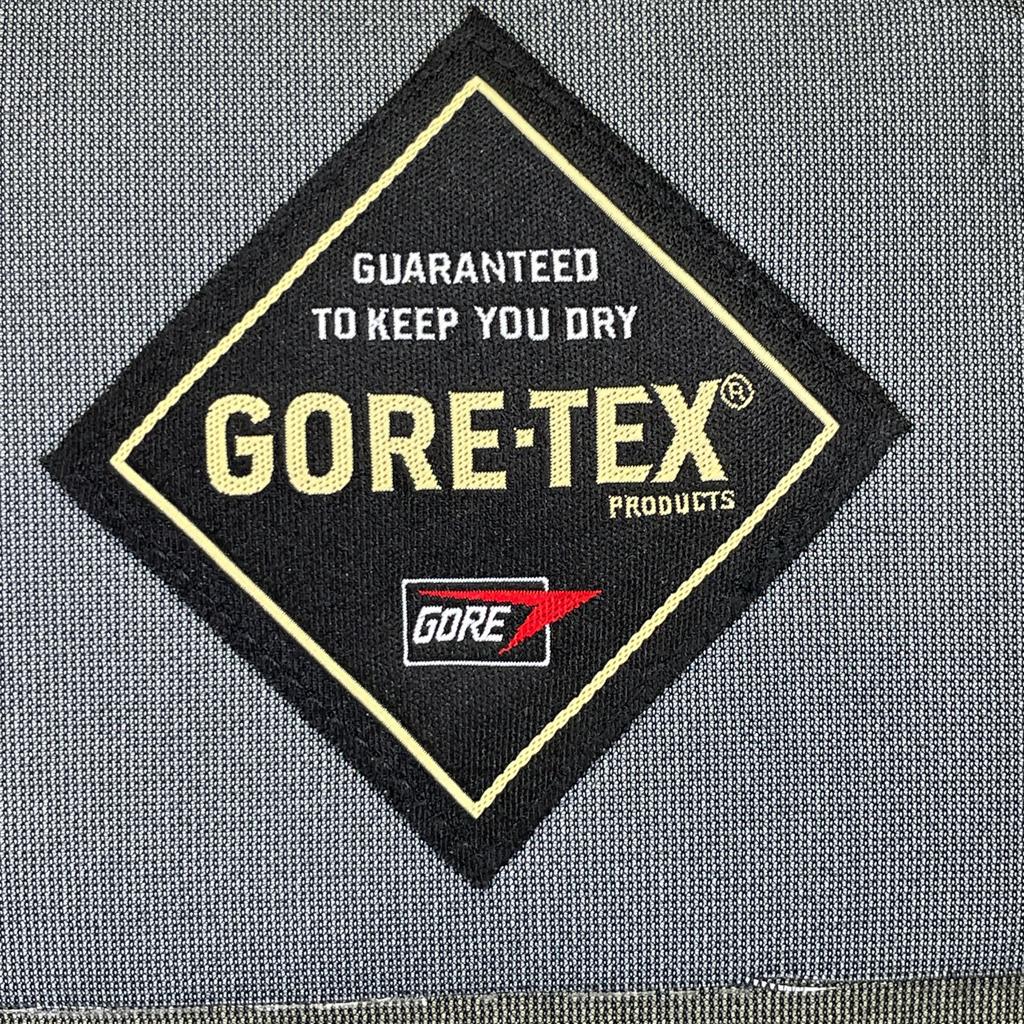 GUARANTEED
TO KEEP YOU DRY
GORE-TEX®
PRODUCTS
GORE